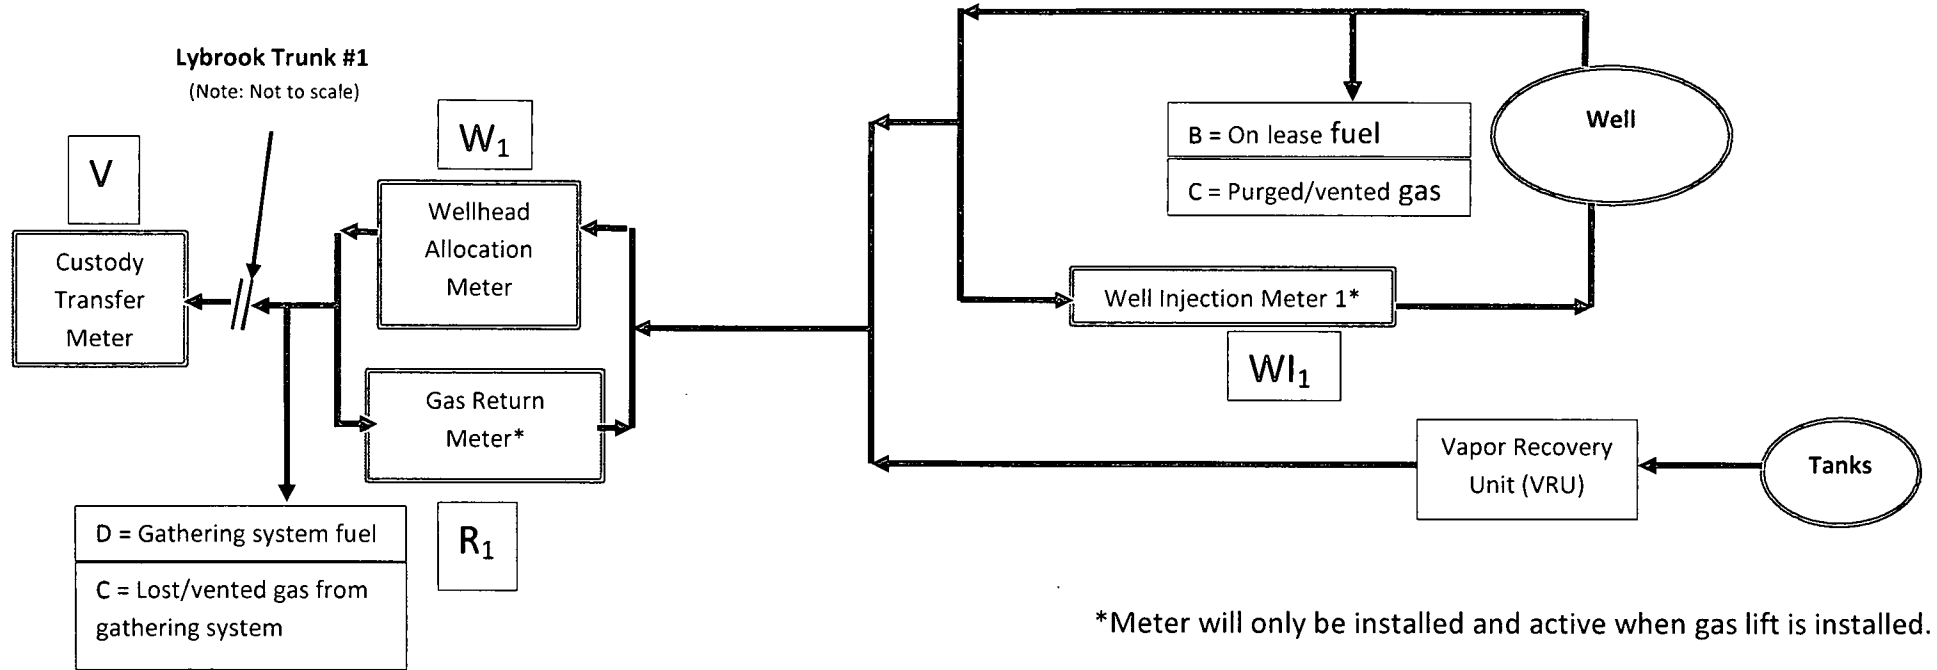 Lybrook Trunk #1
(Note: Not to scale)
V
Custody
Transfer
Meter
W₁
Wellhead
Allocation
Meter
Gas Return
Meter*
R₁
D = Gathering system fuel
C = Lost/vented gas from
gathering system
B = On lease fuel
C = Purged/vented gas
Well
Well Injection Meter 1*
WI₁
Vapor Recovery
Unit (VRU)
Tanks
*Meter will only be installed and active when gas lift is installed.